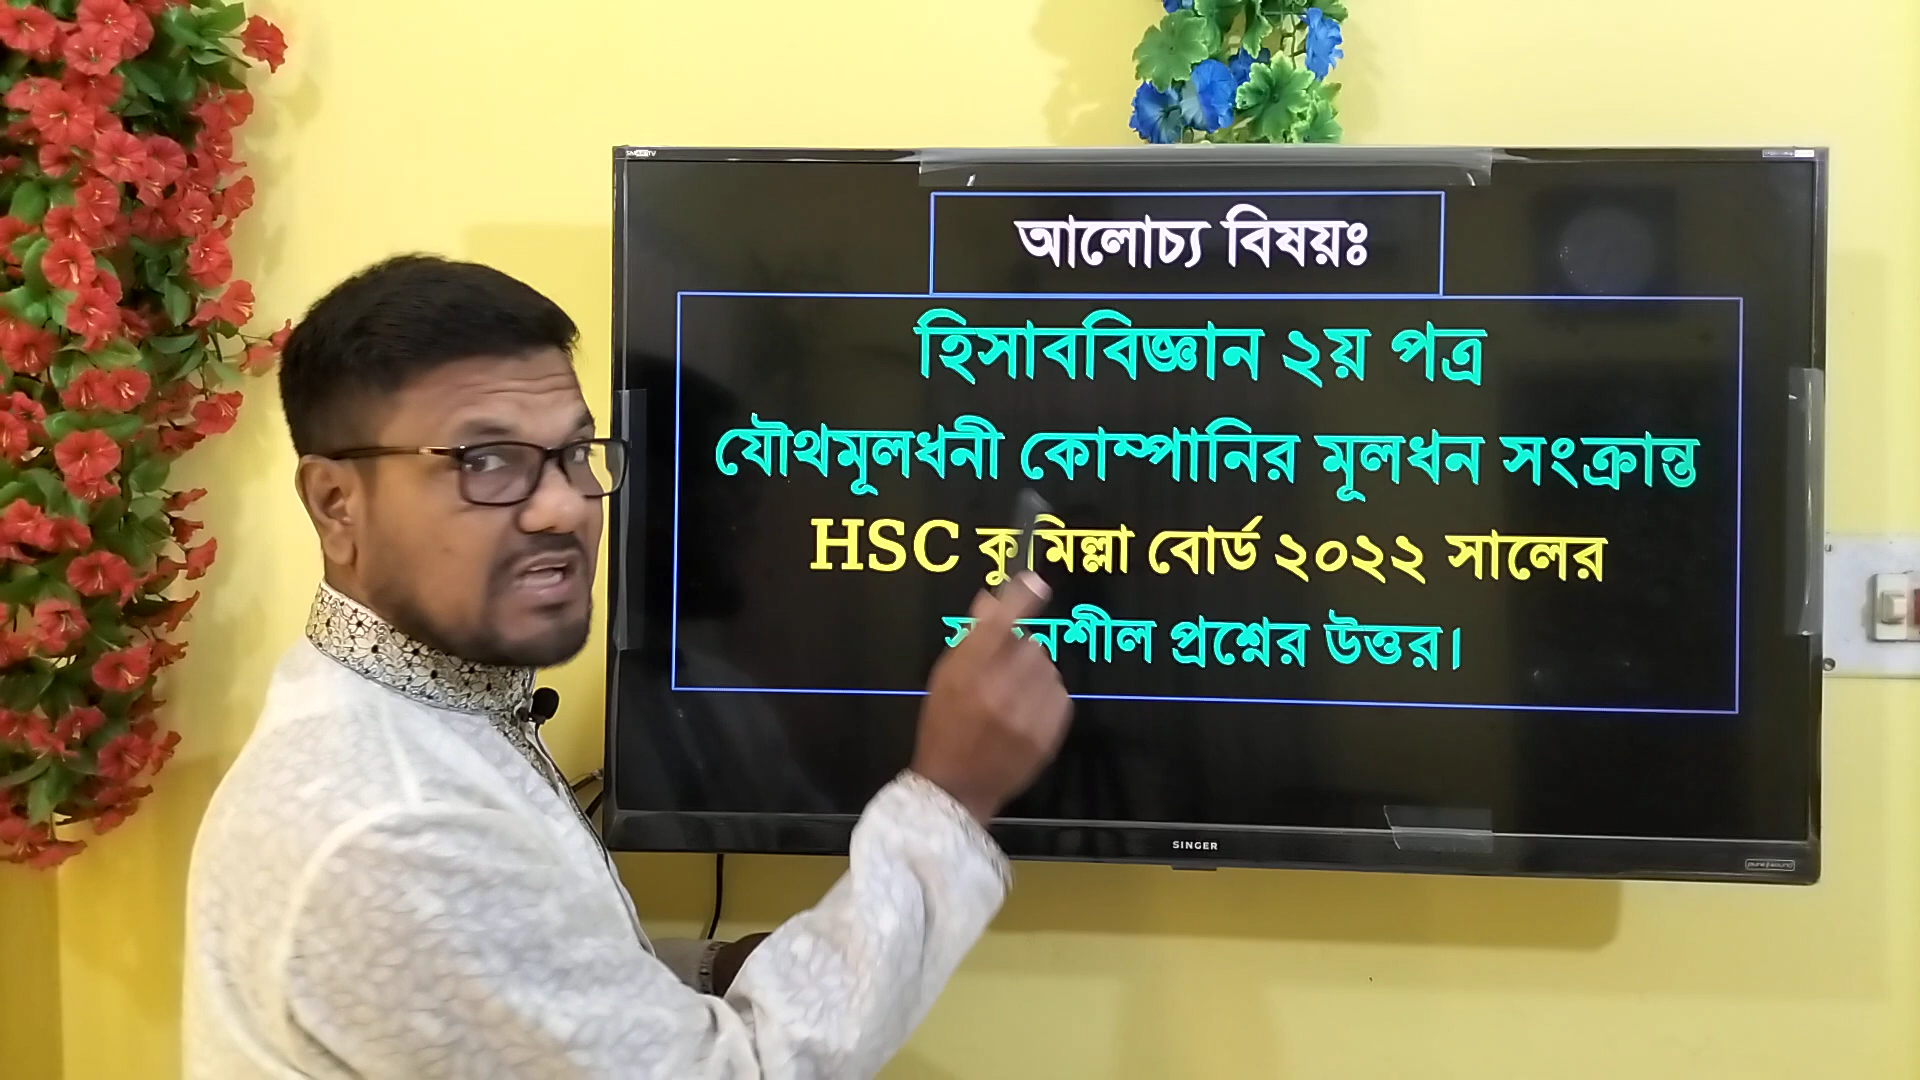 আলোচ্য বিষয়ঃ
হিসাববিজ্ঞান ২য় পত্র
যৌথমূলধনী কোম্পানির মূলধন সংক্রান্ত
HSC কুমিল্লা বোর্ড ২০২২ সালের
প্রশ্নের উত্তর।
SINGER